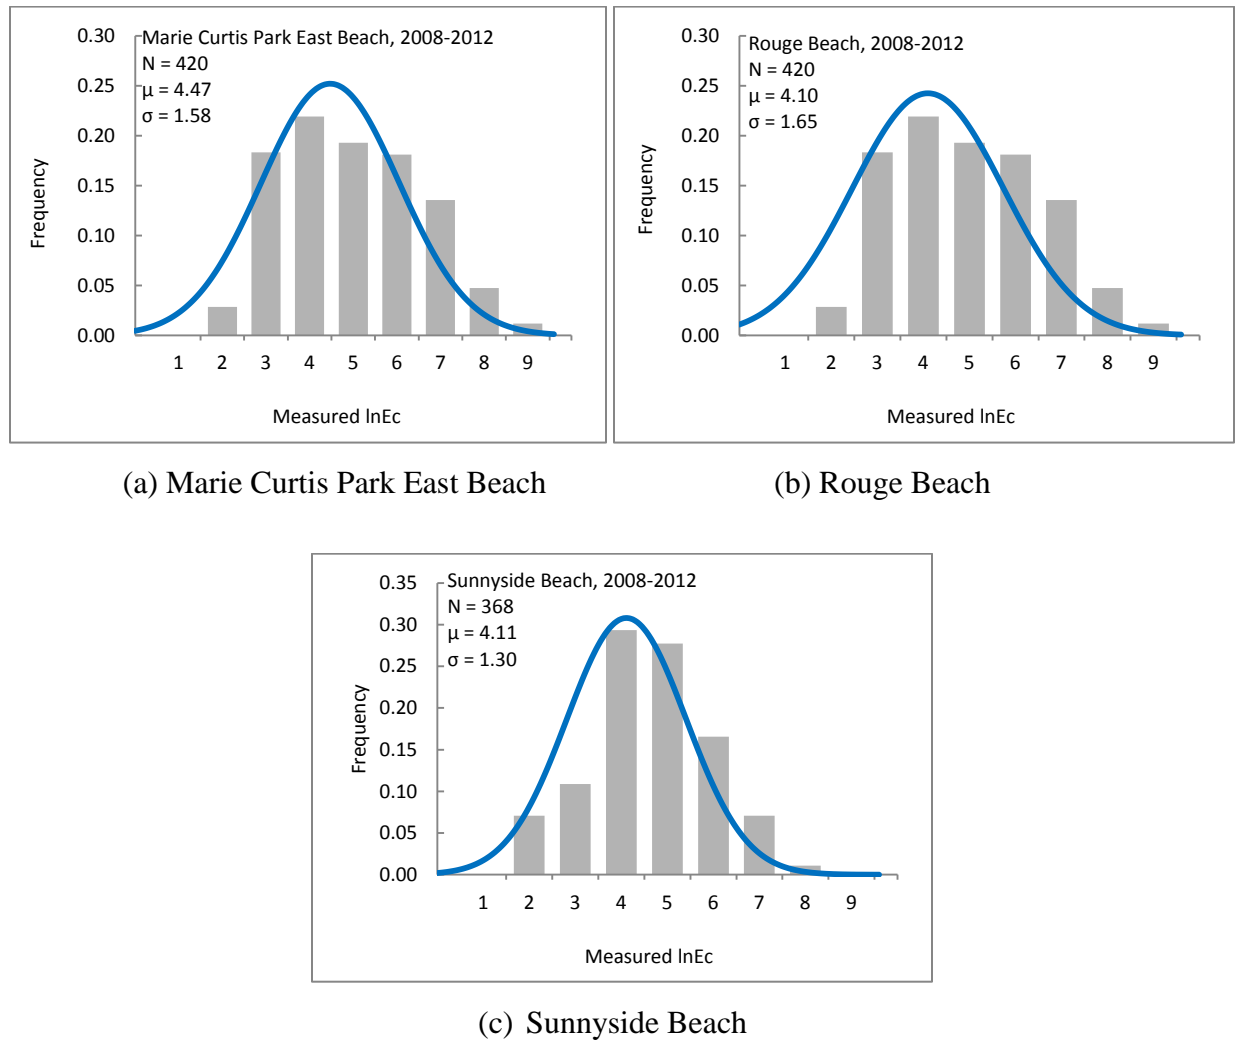 Marie Curtis Park East Beach, 2008-2012
N = 420
μ = 4.47
σ = 1.58
0.30
0.25
0.20
0.15
0.10
0.05
0.00
Frequency
1 2 3 4 5 6 7 8 9
Measured lnEc
(a) Marie Curtis Park East Beach
Rouge Beach, 2008-2012
N = 420
μ = 4.10
σ = 1.65
0.30
0.25
0.20
0.15
0.10
0.05
0.00
Frequency
1 2 3 4 5 6 7 8 9
Measured lnEc
(b) Rouge Beach
Sunnyside Beach, 2008-2012
N = 368
μ = 4.11
σ = 1.30
0.35
0.30
0.25
0.20
0.15
0.10
0.05
0.00
Frequency
1 2 3 4 5 6 7 8 9
Measured lnEc
(c) Sunnyside Beach